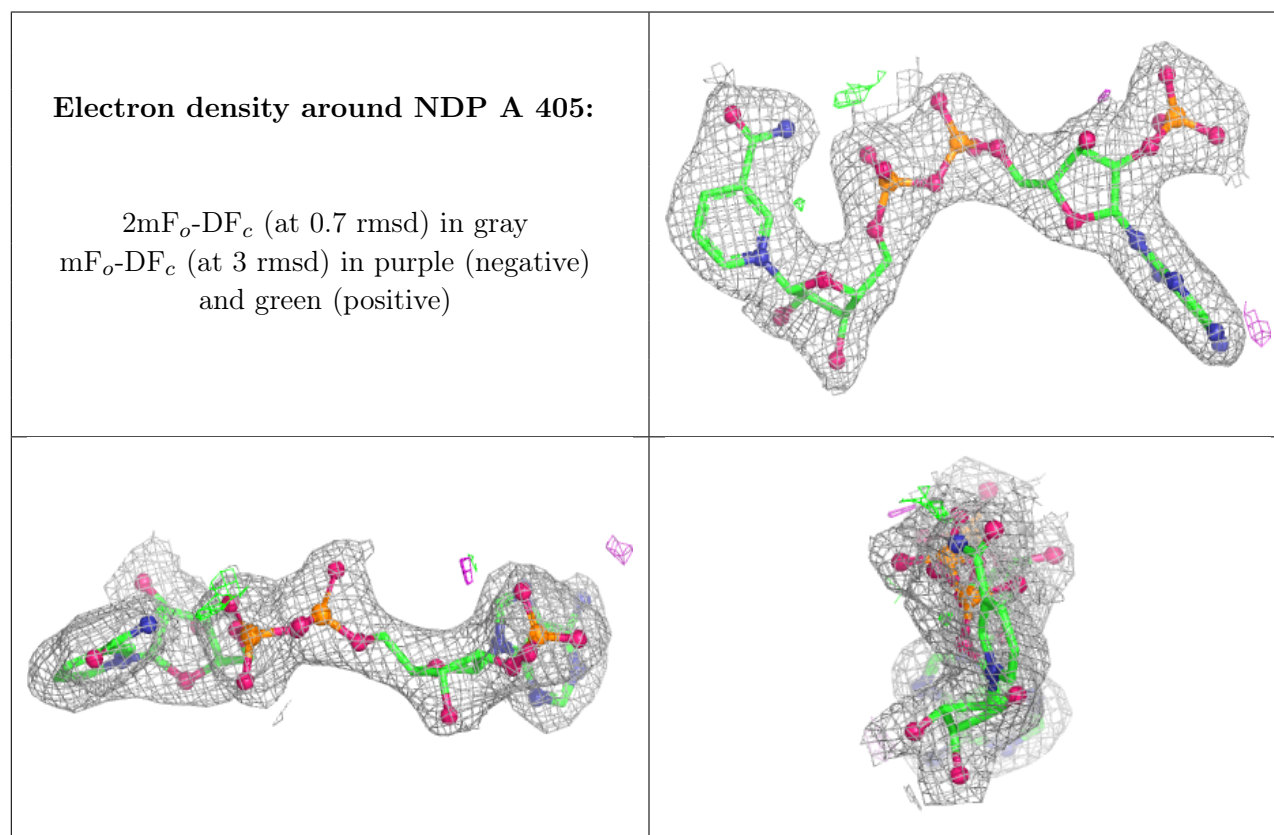 Electron density around NDP A 405:
2mFo-DFc (at 0.7 rmsd) in gray
mFo-DFc (at 3 rmsd) in purple (negative)
and green (positive)